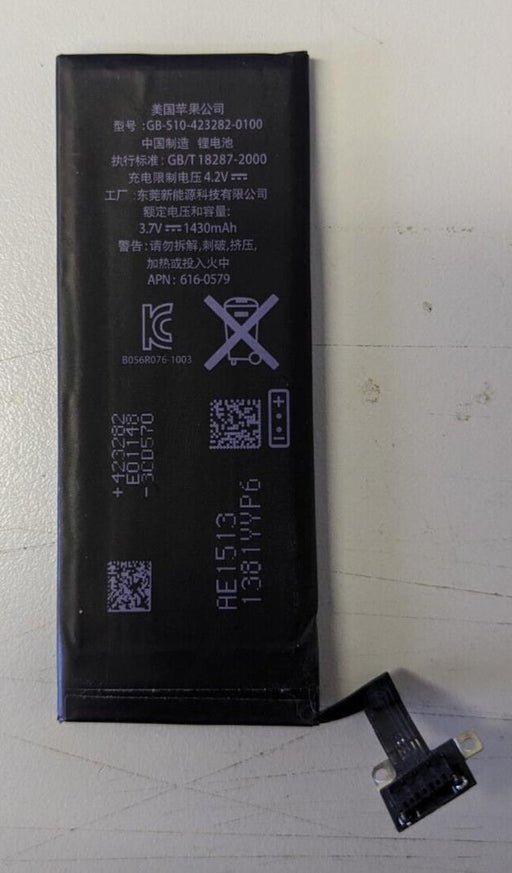 美国苹果公司
型号 :GB-S10-423282-0100
中国制造 锂电池
执行标准: GB/T 18287-2000
充电限制电压 4.2V
工厂 :东莞新能源科技有限公司
额定电压和容量:
3.7V 1430mAh
警告:请勿拆解,刺破,挤压,
加热或投入火中
APN: 616-0579
B056R076-1003
+423282
E01148
-3CD570
AE1513
1381YYP6